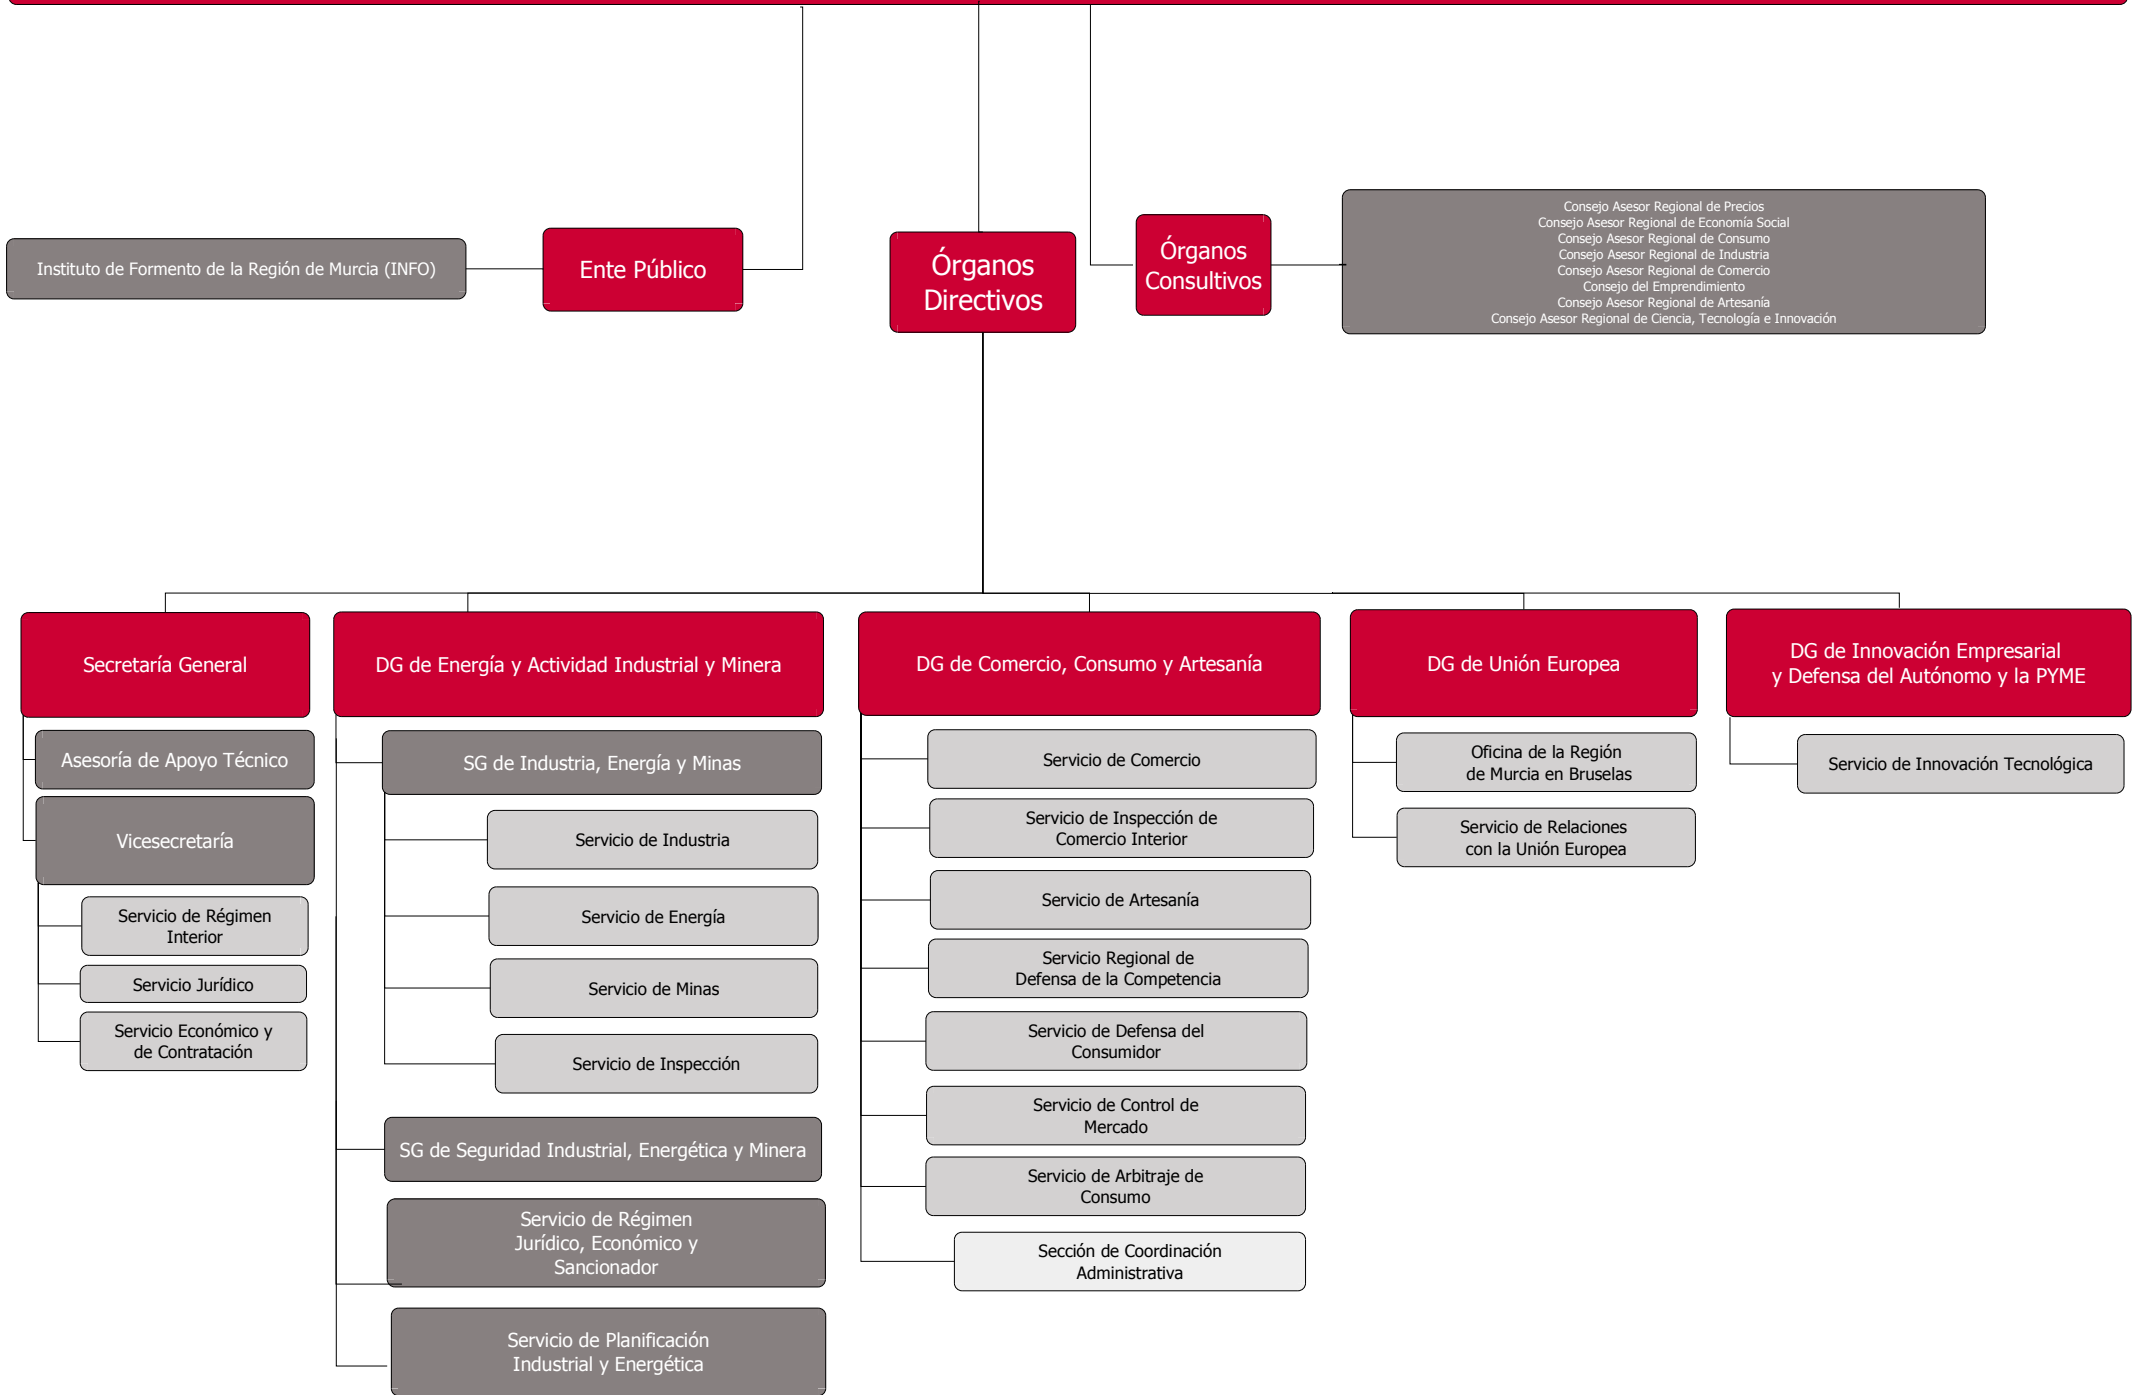 Instituto de Formento de la Región de Murcia (INFO)
Ente Público
Órganos
Directivos
Órganos
Consultivos
Consejo Asesor Regional de Precios
Consejo Asesor Regional de Economía Social
Consejo Asesor Regional de Consumo
Consejo Asesor Regional de Industria
Consejo Asesor Regional de Comercio
Consejo del Emprendimiento
Consejo Asesor Regional de Artesanía
Consejo Asesor Regional de Ciencia, Tecnología e Innovación
Secretaría General
Asesoría de Apoyo Técnico
Vicesecretaría
Servicio de Régimen
Interior
Servicio Jurídico
Servicio Económico y
de Contratación
DG de Energía y Actividad Industrial y Minera
SG de Industria, Energía y Minas
Servicio de Industria
Servicio de Energía
Servicio de Minas
Servicio de Inspección
SG de Seguridad Industrial, Energética y Minera
Servicio de Régimen
Jurídico, Económico y
Sancionador
Servicio de Planificación
Industrial y Energética
DG de Comercio, Consumo y Artesanía
Servicio de Comercio
Servicio de Inspección de
Comercio Interior
Servicio de Artesanía
Servicio Regional de
Defensa de la Competencia
Servicio de Defensa del
Consumidor
Servicio de Control de
Mercado
Servicio de Arbitraje de
Consumo
Sección de Coordinación
Administrativa
DG de Unión Europea
Oficina de la Región
de Murcia en Bruselas
Servicio de Relaciones
con la Unión Europea
DG de Innovación Empresarial
y Defensa del Autónomo y la PYME
Servicio de Innovación Tecnológica